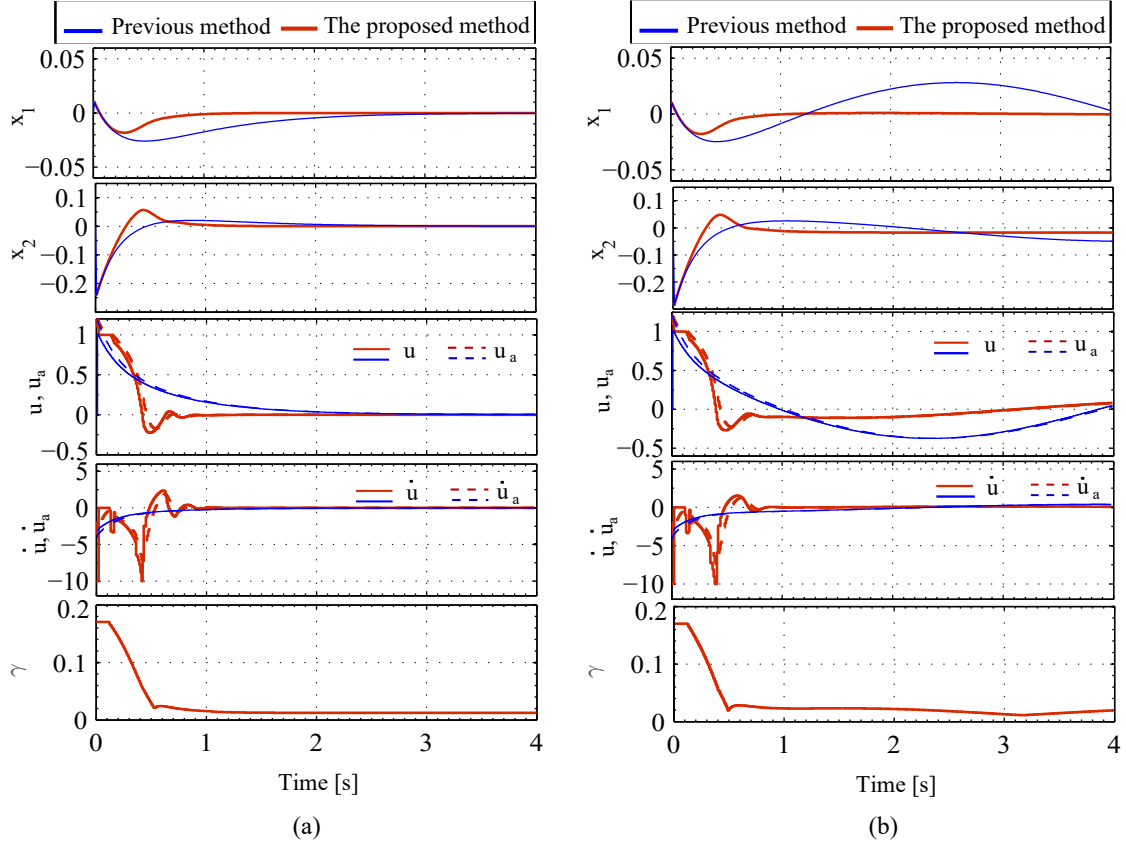 Previous method The proposed method
0.05
0
−0.05
x1
0.1
0
−0.1
−0.2
x2
1
0.5
0
−0.5
u, ua
u ua
5
0
−5
−10
u̇, u̇a
u̇ u̇a
0.2
0.1
0
γ
0 1 2 3 4
Time [s]
(a)
Previous method The proposed method
0.05
0
−0.05
x1
0.1
0
−0.1
−0.2
x2
1
0.5
0
−0.5
u, ua
u ua
5
0
−5
−10
u̇, u̇a
u̇ u̇a
0.2
0.1
0
γ
0 1 2 3 4
Time [s]
(b)